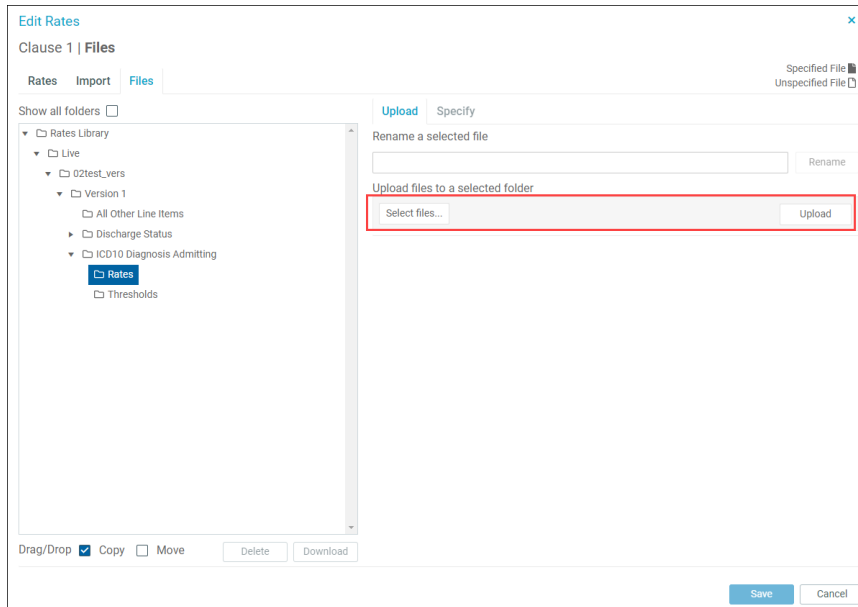 Edit Rates
×
Clause 1 | Files
Rates Import Files
Specified File
Unspecified File
Show all folders
Upload Specify
Rates Library
Live
02test_vers
Version 1
All Other Line Items
Discharge Status
ICD10 Diagnosis Admitting
Rates
Thresholds
Rename a selected file
Rename
Upload files to a selected folder
Select files... Upload
Drag/Drop Copy Move Delete Download
Save Cancel